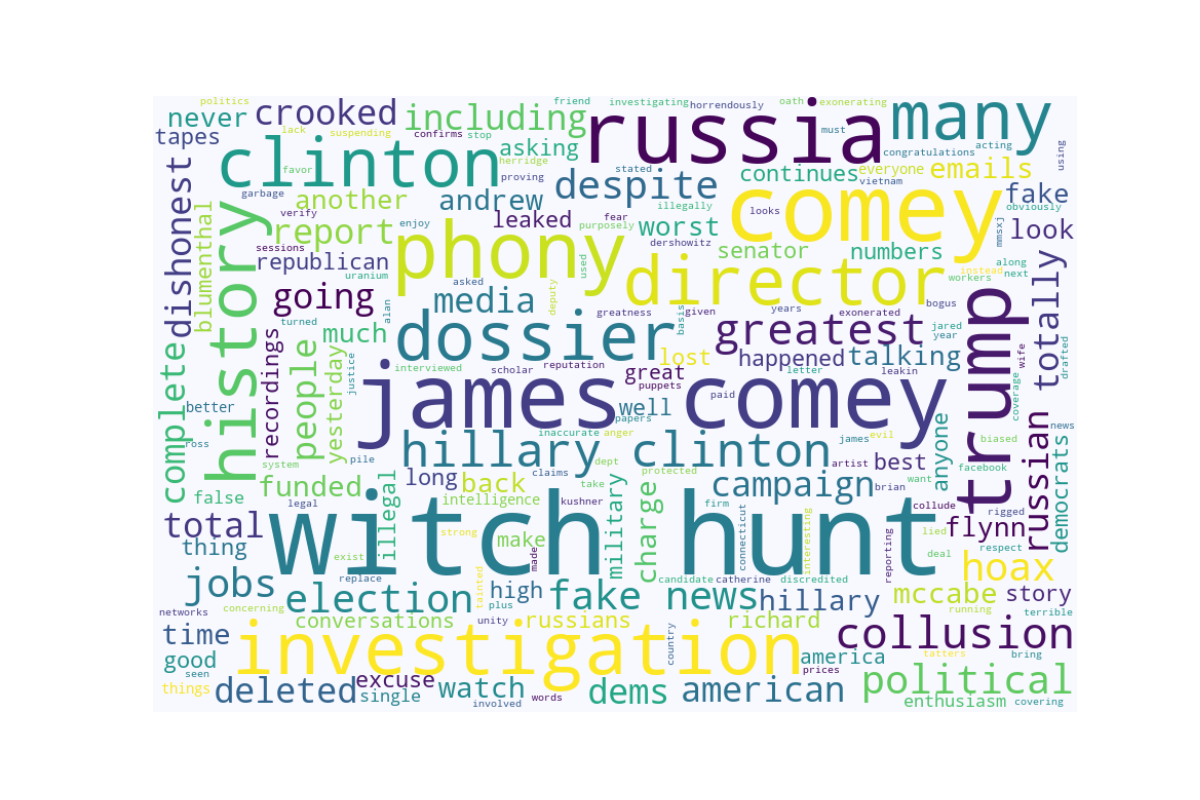 politics
friend
investigating
horrendously
oath
exonerating
never
crooked
including
russia
many
tapes
lack
suspending
confirms
stop
must
acting
clinton
asking
herridge
congratulations
using
favor
proving
despite
stated
continues
everyone
emails
garbage
another
andrew
illegally
comey
vietnam
fake
dishonest
blumenthal
verify
enjoy
leaked
fear
purposely
worst
looks
obviously
mmsxj
look
history
report
phony
dershowitz
senator
numbers
sessions
republican
along
next
uranium
used
director
instead
workers
totally
going
alan
asked
deputy
media
greatness
basis
given
years
exonerated
bogus
trump
turned
much
dossier
greatest
jared
year
recordings
people
yesterday
justice
interviewed
scholar
reputation
lost
happened
talking
wife
drafted
complete
james comey
great
puppets
letter
leakin
coverage
better
well
paid
papers
ross
hillary clinton
inaccurate
anger
james
evil
anyone
biased
news
russian
democrats
system
pile
long
back
claims
dept
protected
artist
best
facebook
false
funded
legal
illegal
intelligence
kushner
take
military
charge
campaign
brian
want
total
witch hunt
firm
connecticut
collude
rigged
thing
strong
make
made
interesting
reporting
lied
flynn
respect
exist
deal
hoax
jobs
replace
tainted
high
candidate
catherine
discredited
mccabe
story
networks
concerning
election
plus
fake news
hillary
running
terrible
time
conversations
unity
russians
richard
collusion
good
investigation
country
america
tatters
bring
seen
things
deleted
excuse
single
watch
involved
words
dems
american
prices
political
enthusiasm
covering